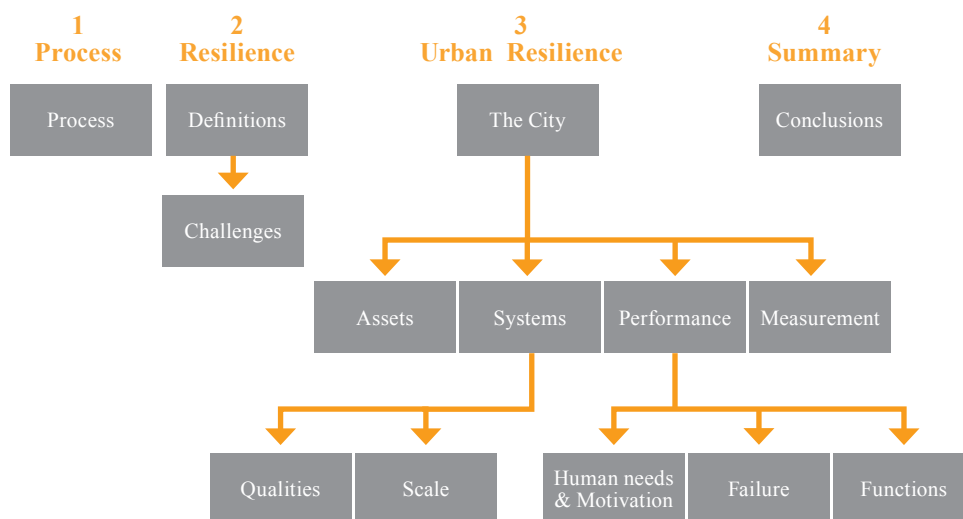 1
Process
2
Resilience
3
Urban Resilience
4
Summary
Process
Definitions
The City
Conclusions
Challenges
Assets
Systems
Performance
Measurement
Qualities
Scale
Human needs
& Motivation
Failure
Functions